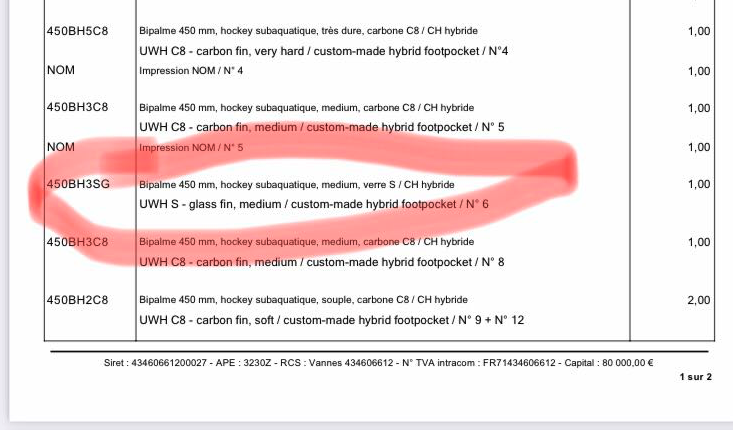 450BH5C8 Bipalme 450 mm, hockey subaquatique, très dure, carbone C8 / CH hybride 1,00
UWH C8 - carbon fin, very hard / custom-made hybrid footpocket / N°4
NOM Impression NOM / N° 4 1,00
450BH3C8 Bipalme 450 mm, hockey subaquatique, medium, carbone C8 / CH hybride 1,00
UWH C8 - carbon fin, medium / custom-made hybrid footpocket / N° 5
NOM Impression NOM / N° 5 1,00
450BH3SG Bipalme 450 mm, hockey subaquatique, medium, verre S / CH hybride 1,00
UWH S - glass fin, medium / custom-made hybrid footpocket / N° 6
450BH3C8 Bipalme 450 mm, hockey subaquatique, medium, carbone C8 / CH hybride 1,00
UWH C8 - carbon fin, medium / custom-made hybrid footpocket / N° 8
450BH2C8 Bipalme 450 mm, hockey subaquatique, souple, carbone C8 / CH hybride 2,00
UWH C8 - carbon fin, soft / custom-made hybrid footpocket / N° 9 + N° 12
Siret : 43460661200027 - APE : 3230Z - RCS : Vannes 434606612 - N° TVA intracom : FR71434606612 - Capital : 80 000,00 €
1 sur 2